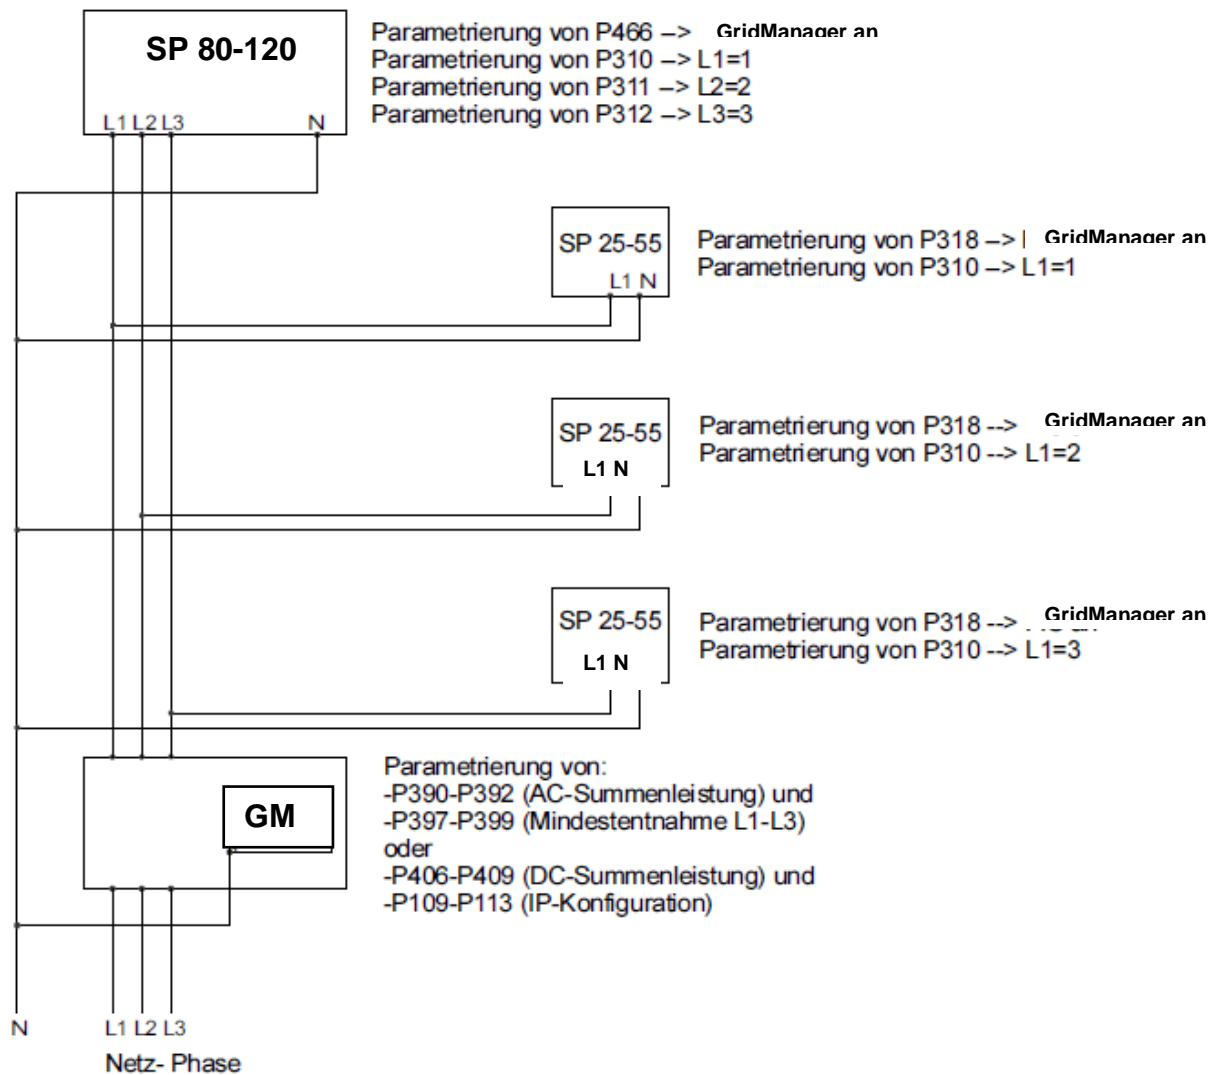 SP 80-120
L1 L2 L3 N
Parametrierung von P466 –> GridManager an
Parametrierung von P310 –> L1=1
Parametrierung von P311 –> L2=2
Parametrierung von P312 –> L3=3
SP 25-55
L1 N
Parametrierung von P318 –> GridManager an
Parametrierung von P310 –> L1=1
SP 25-55
L1 N
Parametrierung von P318 --> GridManager an
Parametrierung von P310 --> L1=2
SP 25-55
L1 N
Parametrierung von P318 --> GridManager an
Parametrierung von P310 --> L1=3
GM
Parametrierung von:
-P390-P392 (AC-Summenleistung) und
-P397-P399 (Mindestentnahme L1-L3)
oder
-P406-P409 (DC-Summenleistung) und
-P109-P113 (IP-Konfiguration)
N L1 L2 L3
Netz- Phase